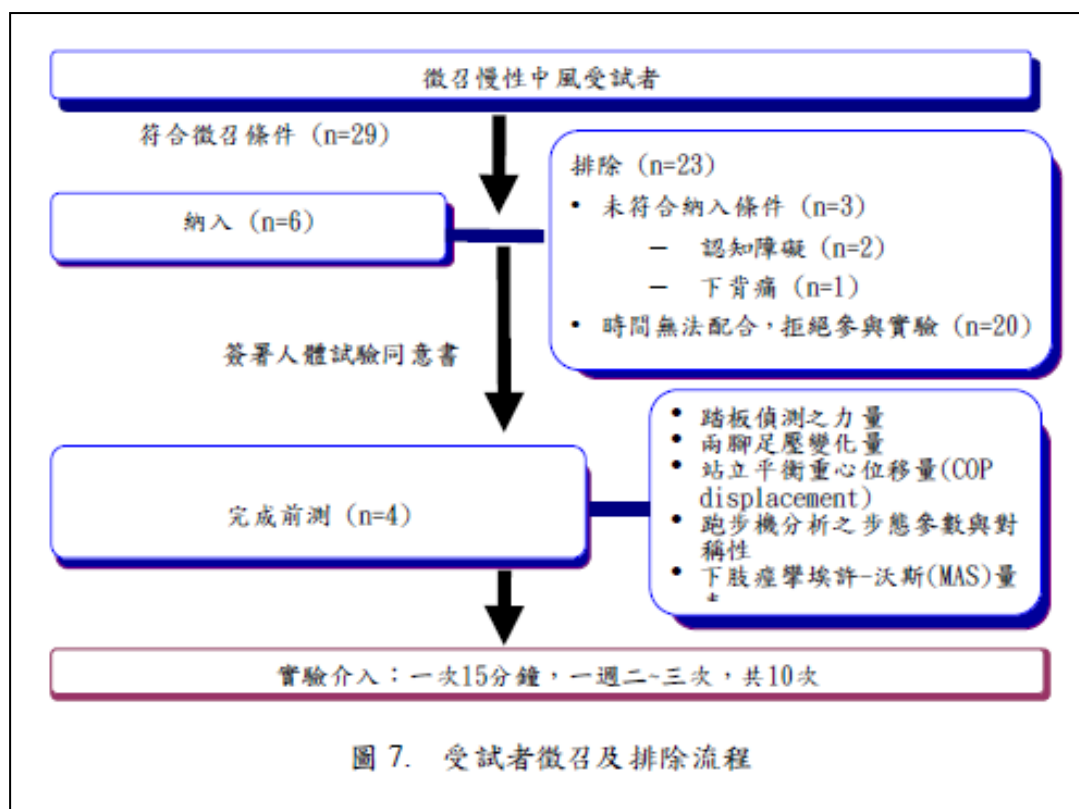 徵召慢性中風受試者
符合徵召條件 (n=29)
納入 (n=6)
排除 (n=23)
• 未符合納入條件 (n=3)
– 認知障礙 (n=2)
– 下背痛 (n=1)
• 時間無法配合，拒絕參與實驗 (n=20)
簽署人體試驗同意書
完成前測 (n=4)
• 踏板偵測之力量
• 兩腳足壓變化量
• 站立平衡重心位移量(COP
displacement)
• 跑步機分析之步態參數與對
稱性
• 下肢痙攣埃許-沃斯(MAS)量
實驗介入：一次15分鐘，一週二~三次，共10次
圖 7. 受試者徵召及排除流程